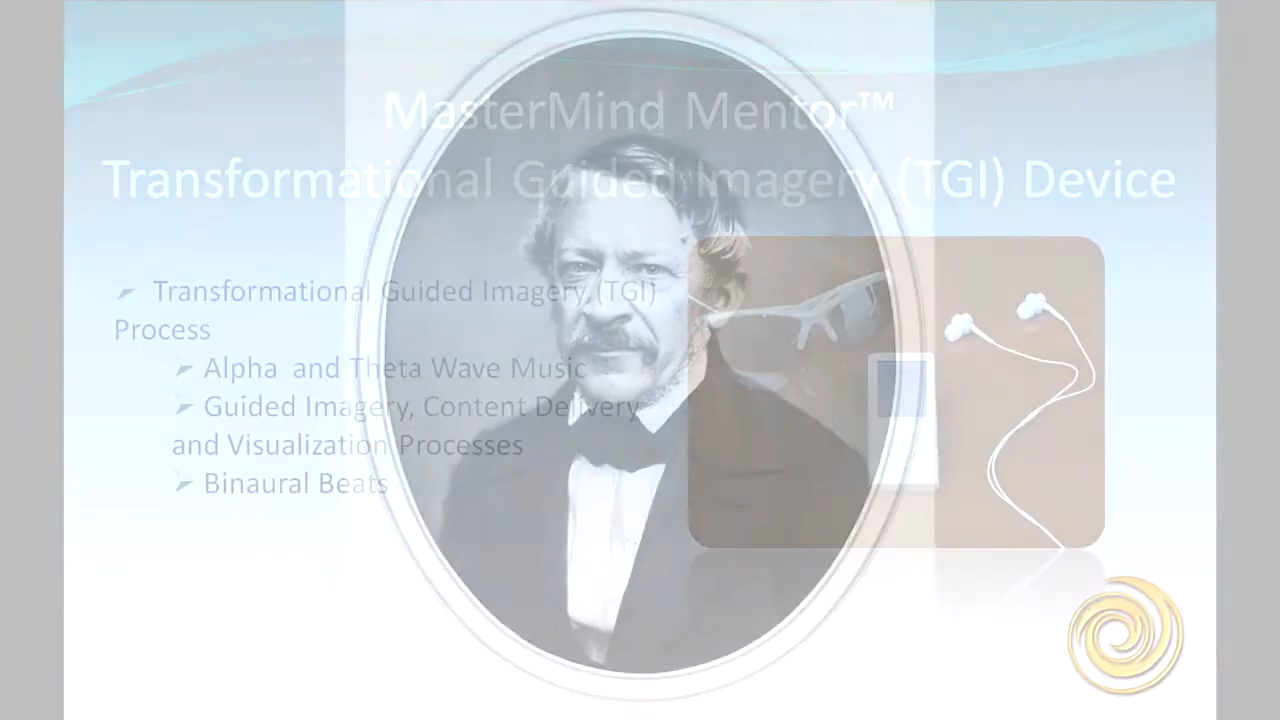 MasterMind Mentor™
Transformational Guided Imagery (TGI) Device
Transformational Guided Imagery (TGI)
Process
Alpha and Theta Wave Music
Guided Imagery, Content Delivery
and Visualization Processes
Binaural Beats